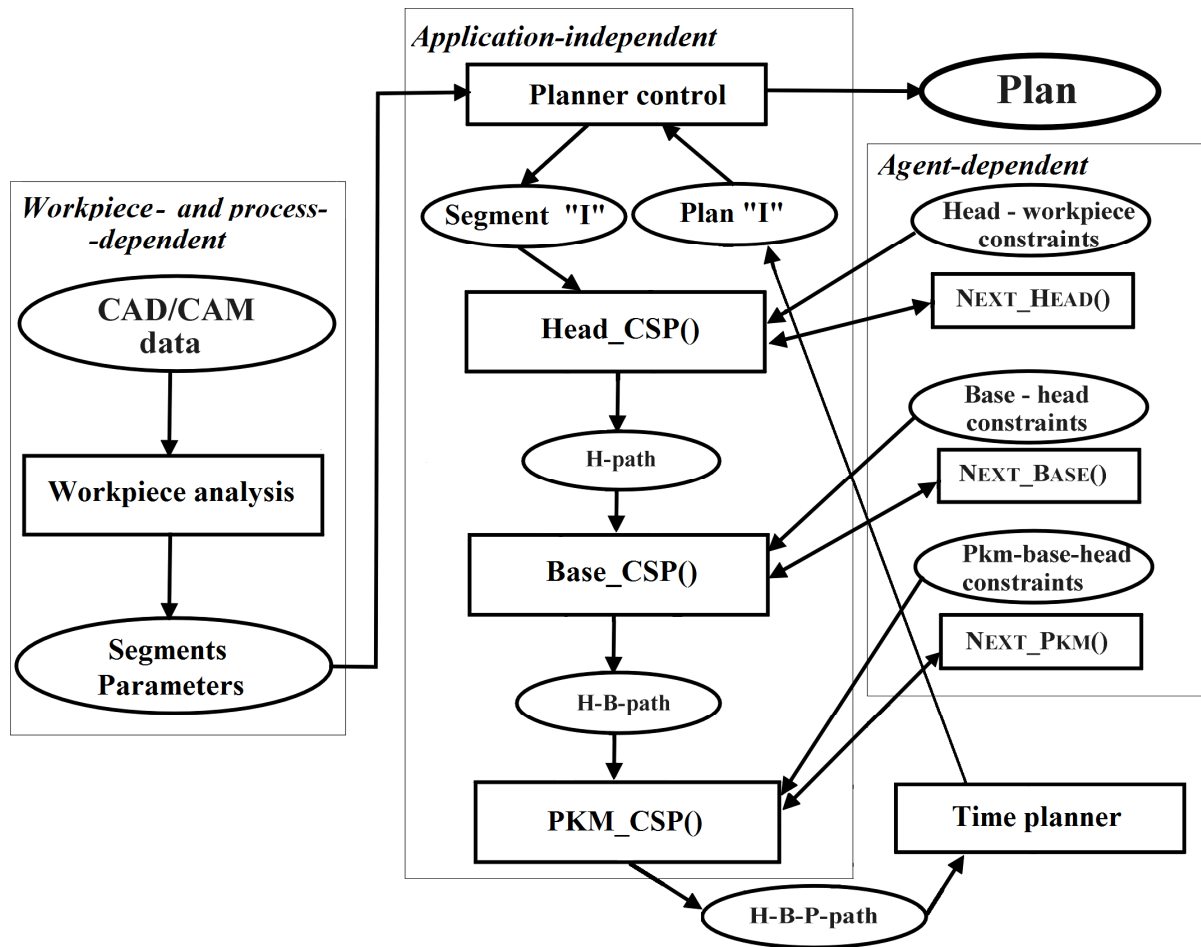 Application-independent
Planner control
Plan
Segment "I"
Plan "I"
Agent-dependent
Head - workpiece
constraints
NEXT_HEAD()
Workpiece- and process-
-dependent
CAD/CAM
data
Head_CSP()
Base - head
constraints
H-path
NEXT_BASE()
Workpiece analysis
Base_CSP()
Pkm-base-head
constraints
NEXT_PKM()
Segments
Parameters
H-B-path
PKM_CSP()
Time planner
H-B-P-path